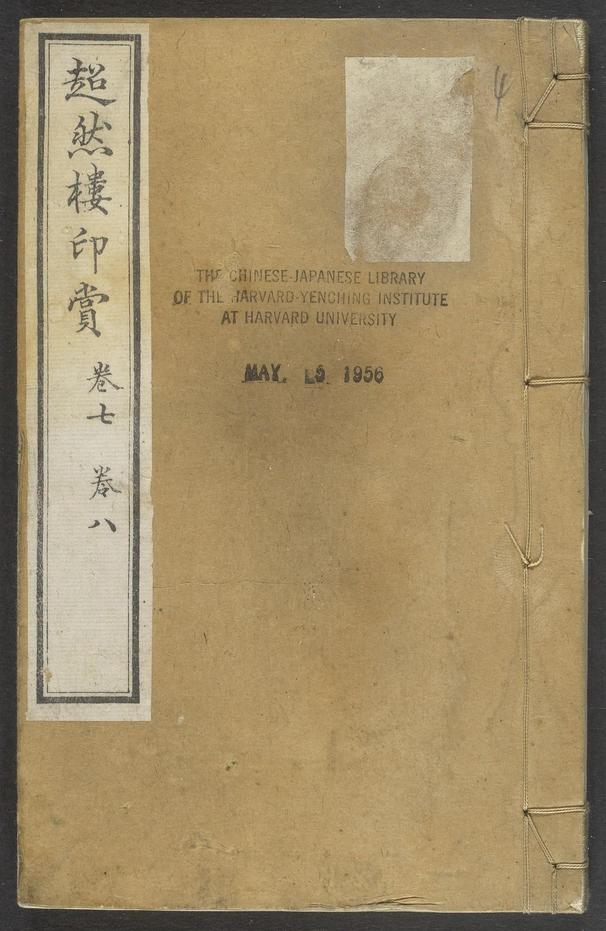 超然樓印賞
卷七 卷八
4
THE CHINESE-JAPANESE LIBRARY
OF THE HARVARD-YENCHING INSTITUTE
AT HARVARD UNIVERSITY
MAY. 1956